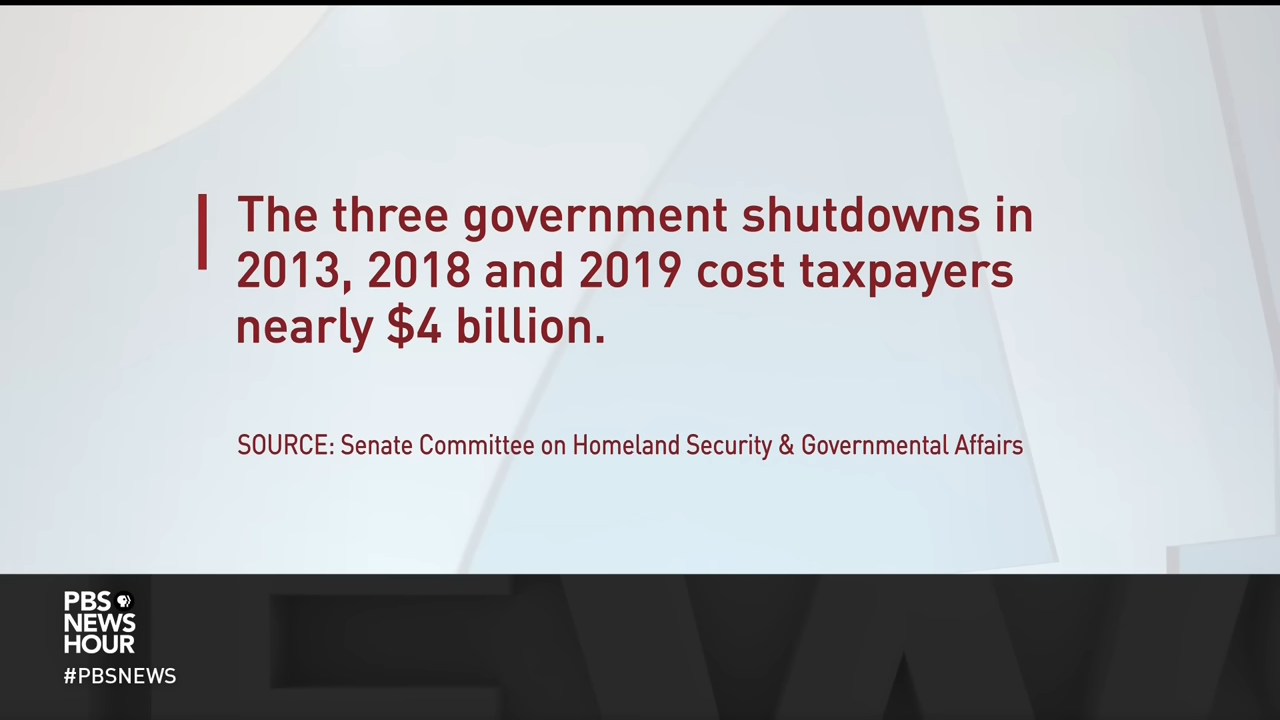 The three government shutdowns in
2013, 2018 and 2019 cost taxpayers
nearly $4 billion.
SOURCE: Senate Committee on Homeland Security & Governmental Affairs
PBS
NEWS
HOUR
#PBSNEWS